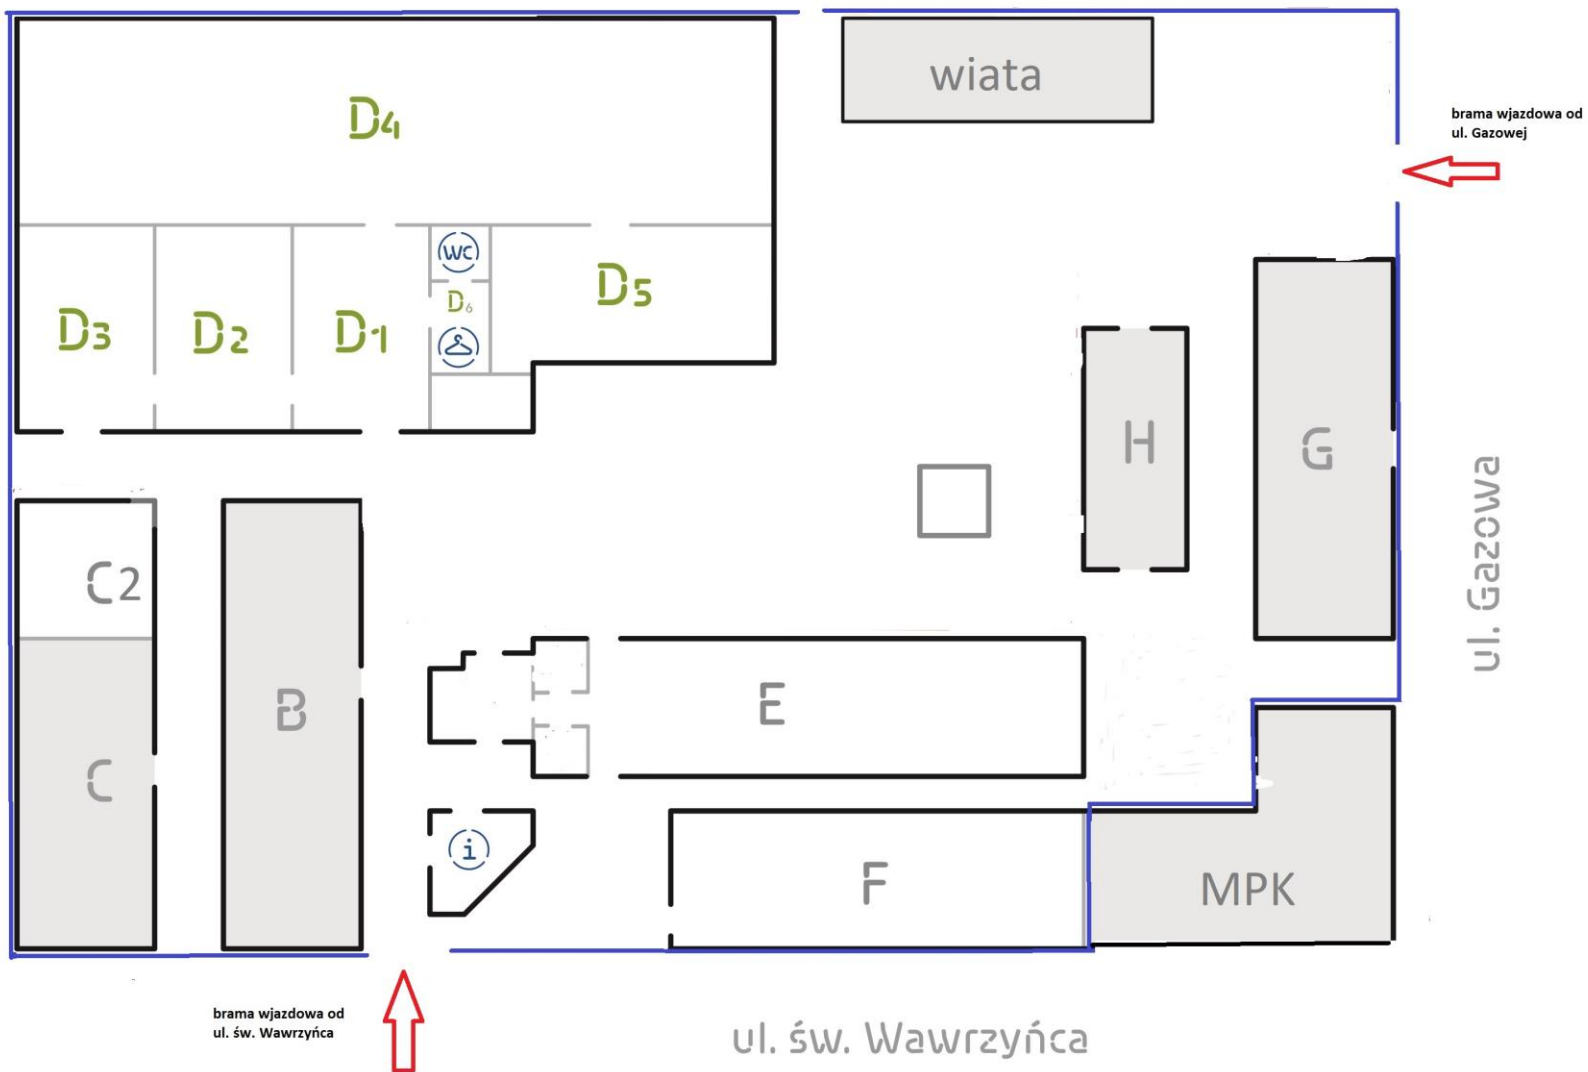 wiata
D4
brama wjazdowa od
ul. Gazowej
WC
D5
D6
D3
D2
D1
H
G
ul. Gazowa
C2
B
E
C
i
F
MPK
brama wjazdowa od
ul. św. Wawrzyńca
ul. św. Wawrzyńca